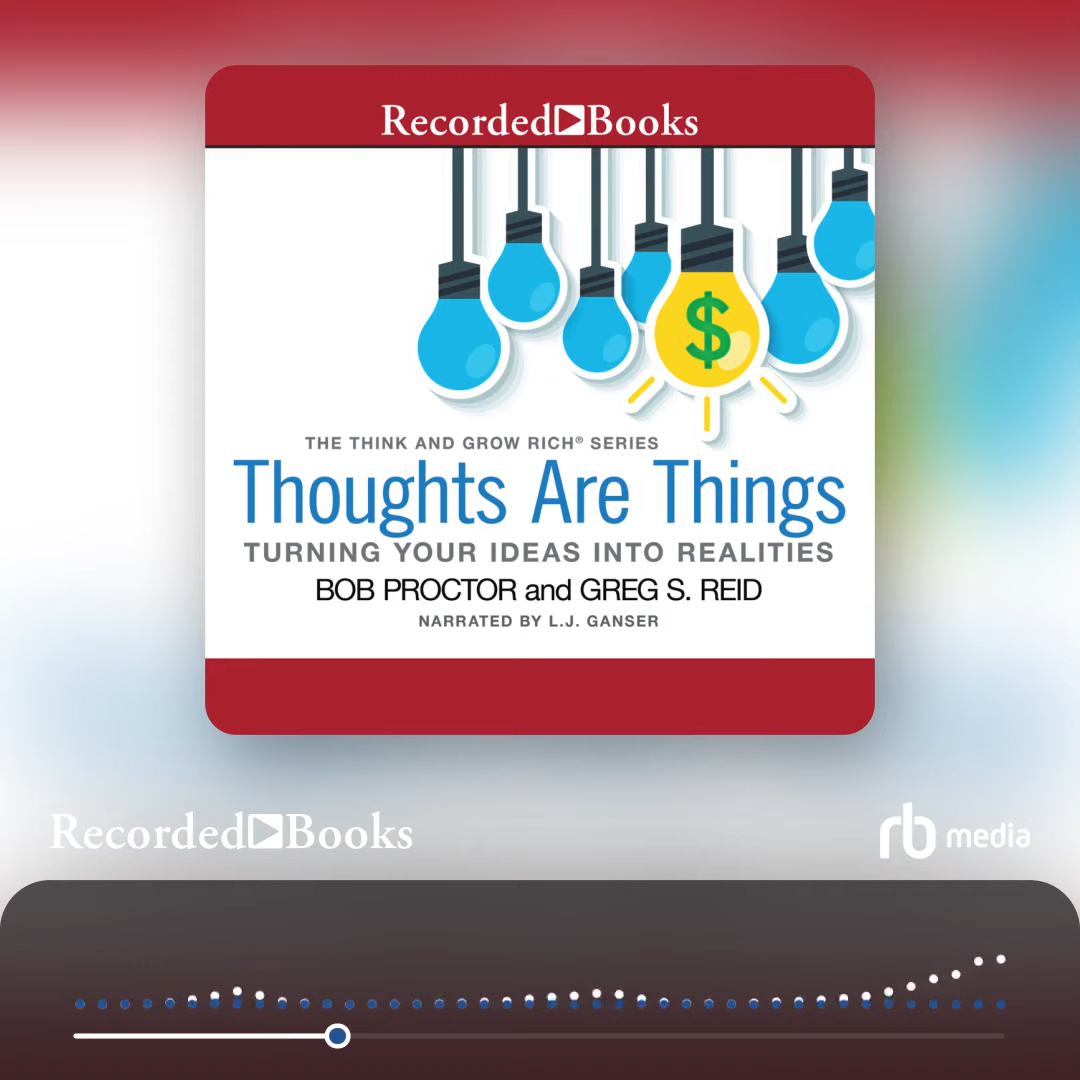 Recorded Books
$
THE THINK AND GROW RICH® SERIES
Thoughts Are Things
TURNING YOUR IDEAS INTO REALITIES
BOB PROCTOR and GREG S. REID
NARRATED BY L.J. GANSER
Recorded Books
rb media